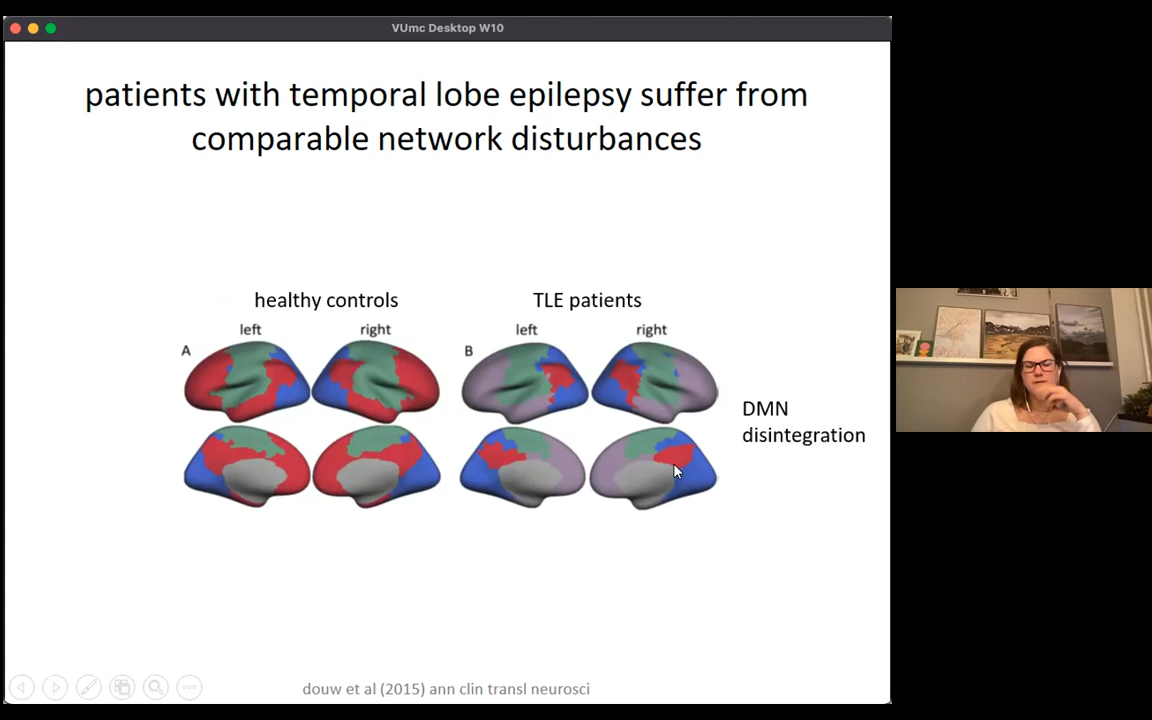 VUmc Desktop W10
patients with temporal lobe epilepsy suffer from
comparable network disturbances
healthy controls
TLE patients
left
right
left
right
A
B
DMN
disintegration
douw et al (2015) ann clin transl neurosci